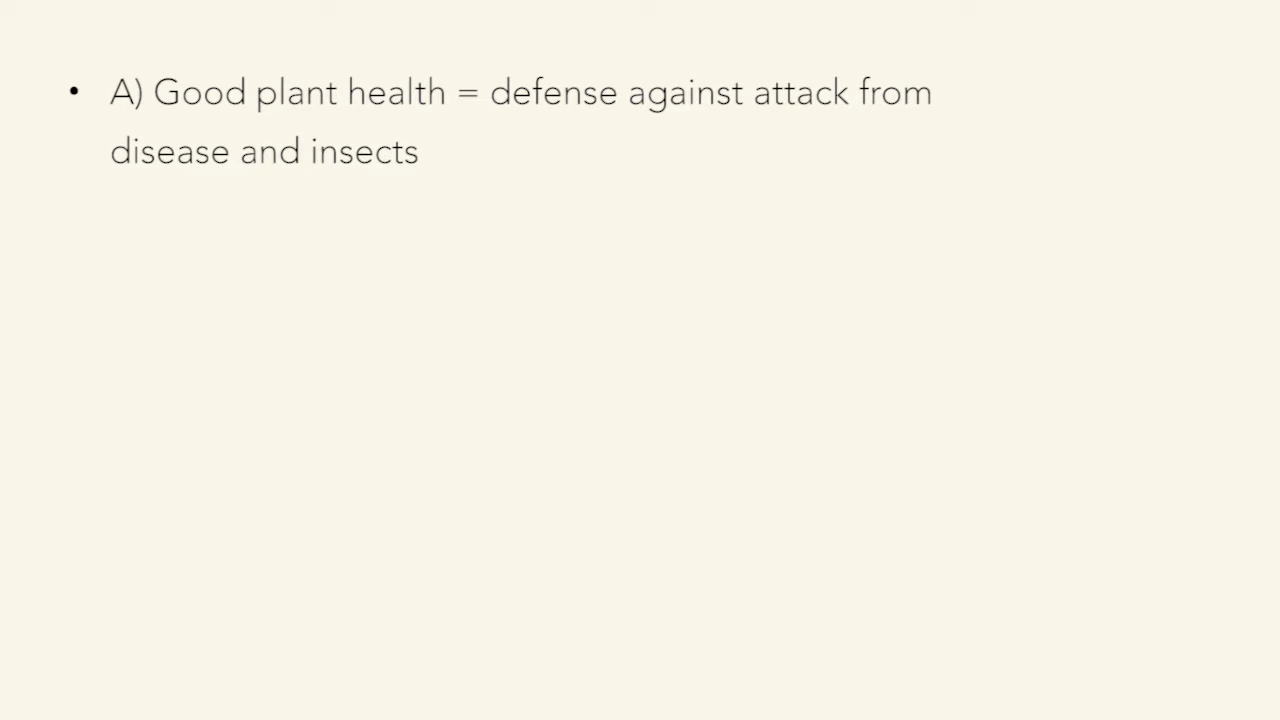 • A) Good plant health = defense against attack from
disease and insects